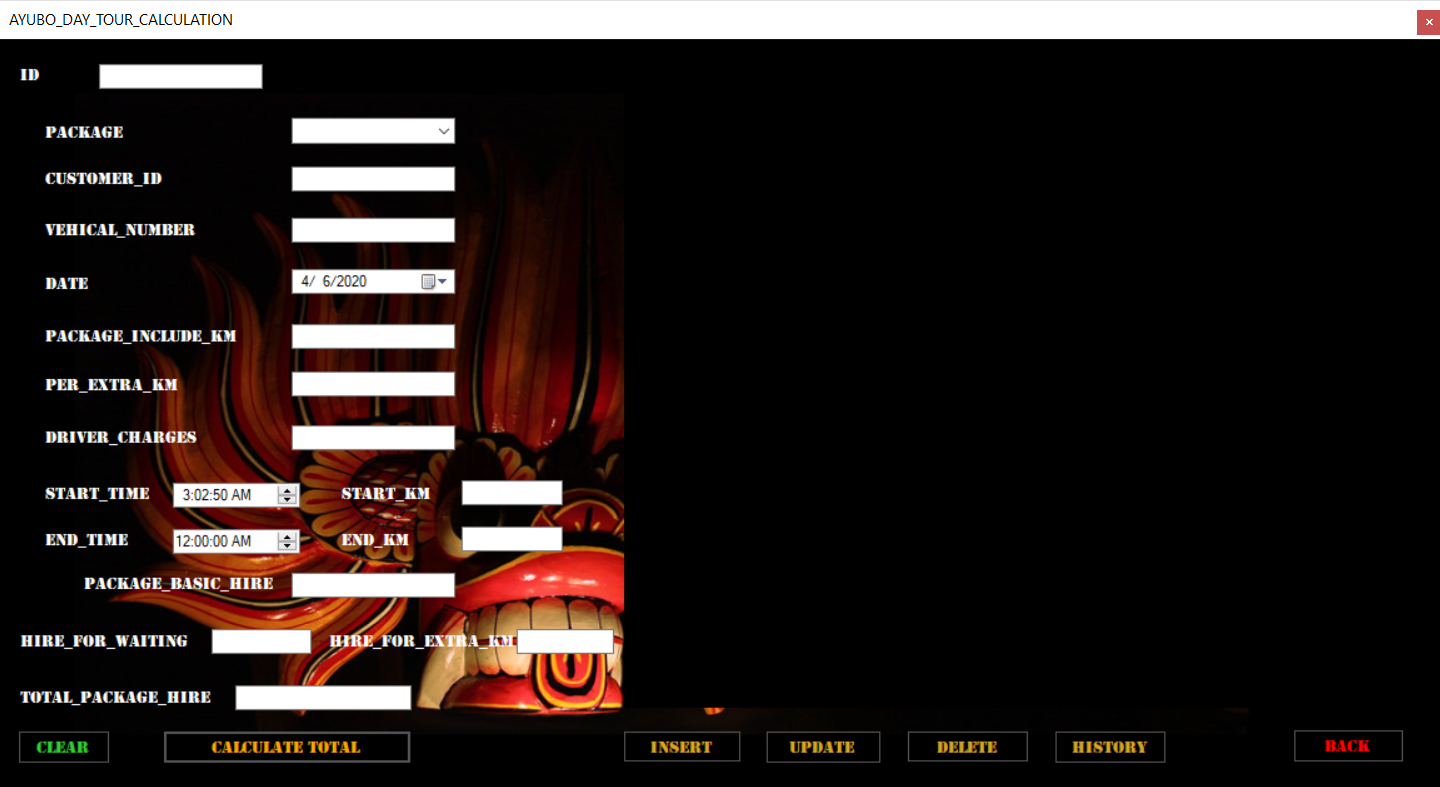 AYUBO_DAY_TOUR_CALCULATION
ID
PACKAGE
CUSTOMER_ID
VEHICAL_NUMBER
DATE 4/ 6/2020
PACKAGE_INCLUDE_KM
PER_EXTRA_KM
DRIVER_CHARGES
START_TIME 3:02:50 AM START_KM
END_TIME 12:00:00 AM END_KM
PACKAGE_BASIC_HIRE
HIRE_FOR_WAITING HIRE_FOR_EXTRA_KM
TOTAL_PACKAGE_HIRE
CLEAR CALCULATE TOTAL INSERT UPDATE DELETE HISTORY BACK